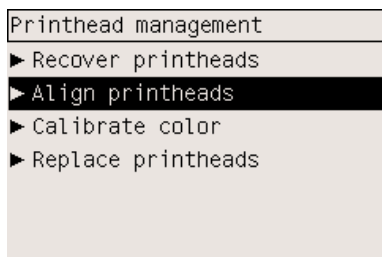 Printhead management
Recover printheads
Align printheads
Calibrate color
Replace printheads